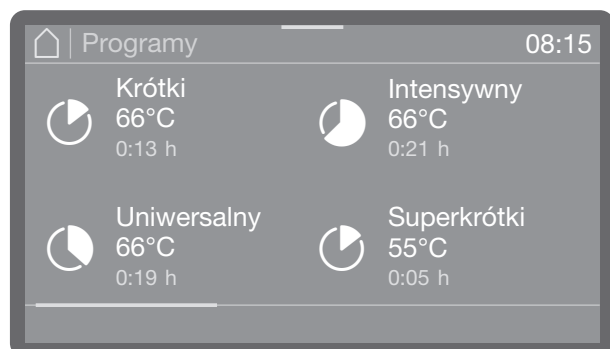 Programy
08:15
Krótki
66°C
0:13 h
Intensywny
66°C
0:21 h
Uniwersalny
66°C
0:19 h
Superkrótki
55°C
0:05 h